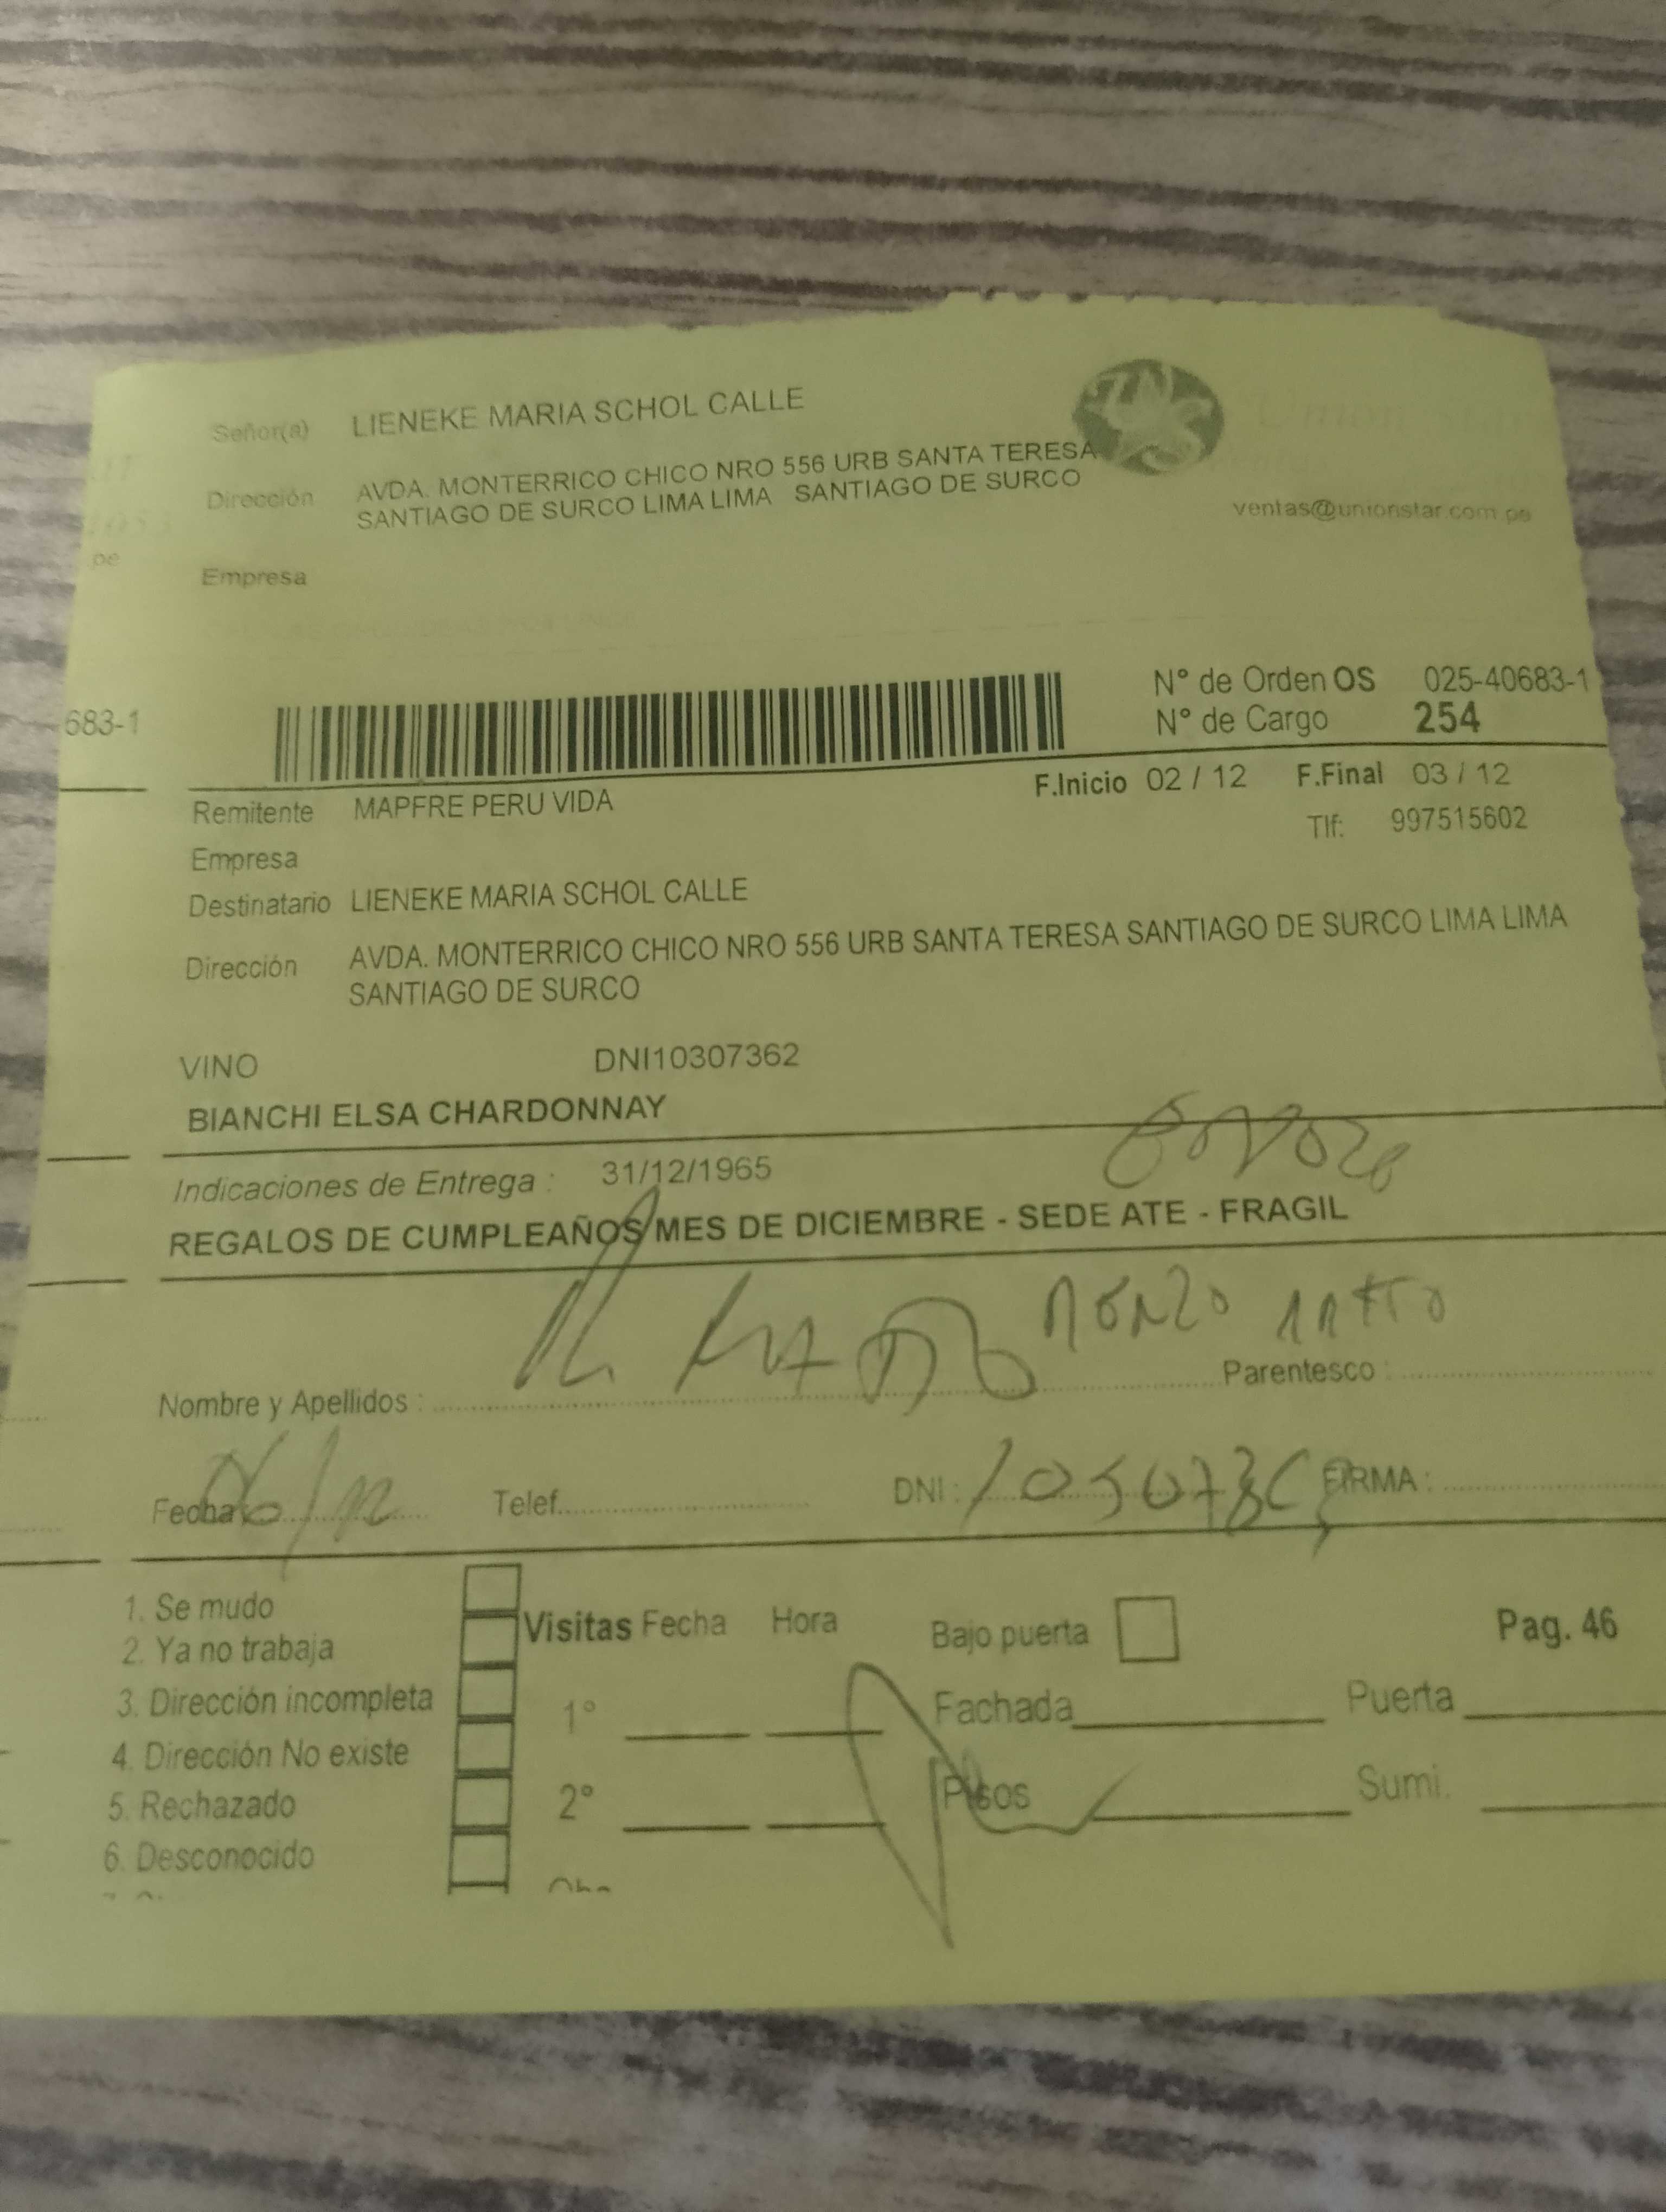 Señor(a) LIENEKE MARIA SCHOL CALLE
Dirección AVDA. MONTERRICO CHICO NRO 556 URB SANTA TERESA
SANTIAGO DE SURCO LIMA LIMA SANTIAGO DE SURCO
ventas@unionstar.com.pe
pe
Empresa
683-1
N° de Orden OS 025-40683-1
N° de Cargo 254
F.Inicio 02 / 12 F.Final 03 / 12
Remitente MAPFRE PERU VIDA
Tlf: 997515602
Empresa
Destinatario LIENEKE MARIA SCHOL CALLE
Dirección AVDA. MONTERRICO CHICO NRO 556 URB SANTA TERESA SANTIAGO DE SURCO LIMA LIMA
SANTIAGO DE SURCO
VINO DNI10307362
BIANCHI ELSA CHARDONNAY
Indicaciones de Entrega : 31/12/1965
REGALOS DE CUMPLEAÑOS MES DE DICIEMBRE - SEDE ATE - FRAGIL
Nombre y Apellidos : Parentesco :
Fecha: 06/12 Telef. DNI : FIRMA :
1. Se mudo
2. Ya no trabaja
3. Dirección incompleta
4. Dirección No existe
5. Rechazado
6. Desconocido
Visitas Fecha Hora
1°
2°
Bajo puerta
Pag. 46
Fachada Puerta
Pisos Sumi.